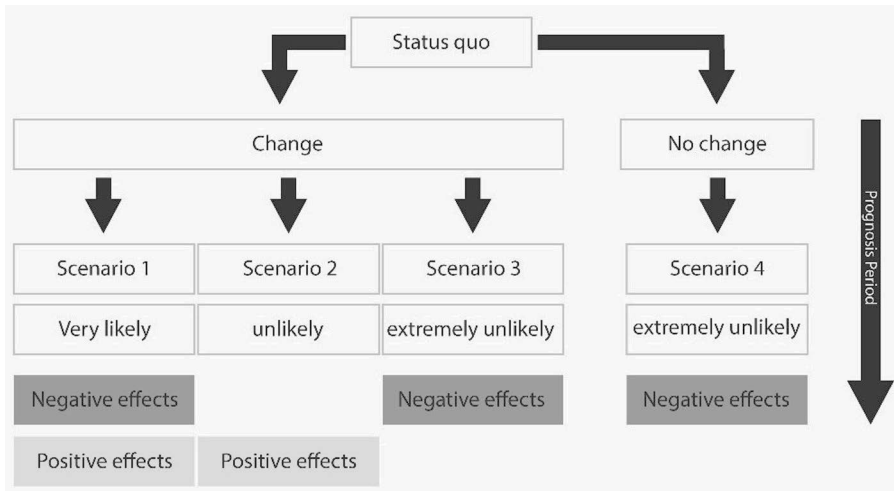 Status quo
Change
No change
Scenario 1
Scenario 2
Scenario 3
Scenario 4
Very likely
unlikely
extremely unlikely
extremely unlikely
Negative effects
Negative effects
Negative effects
Positive effects
Positive effects
Prognosis Period